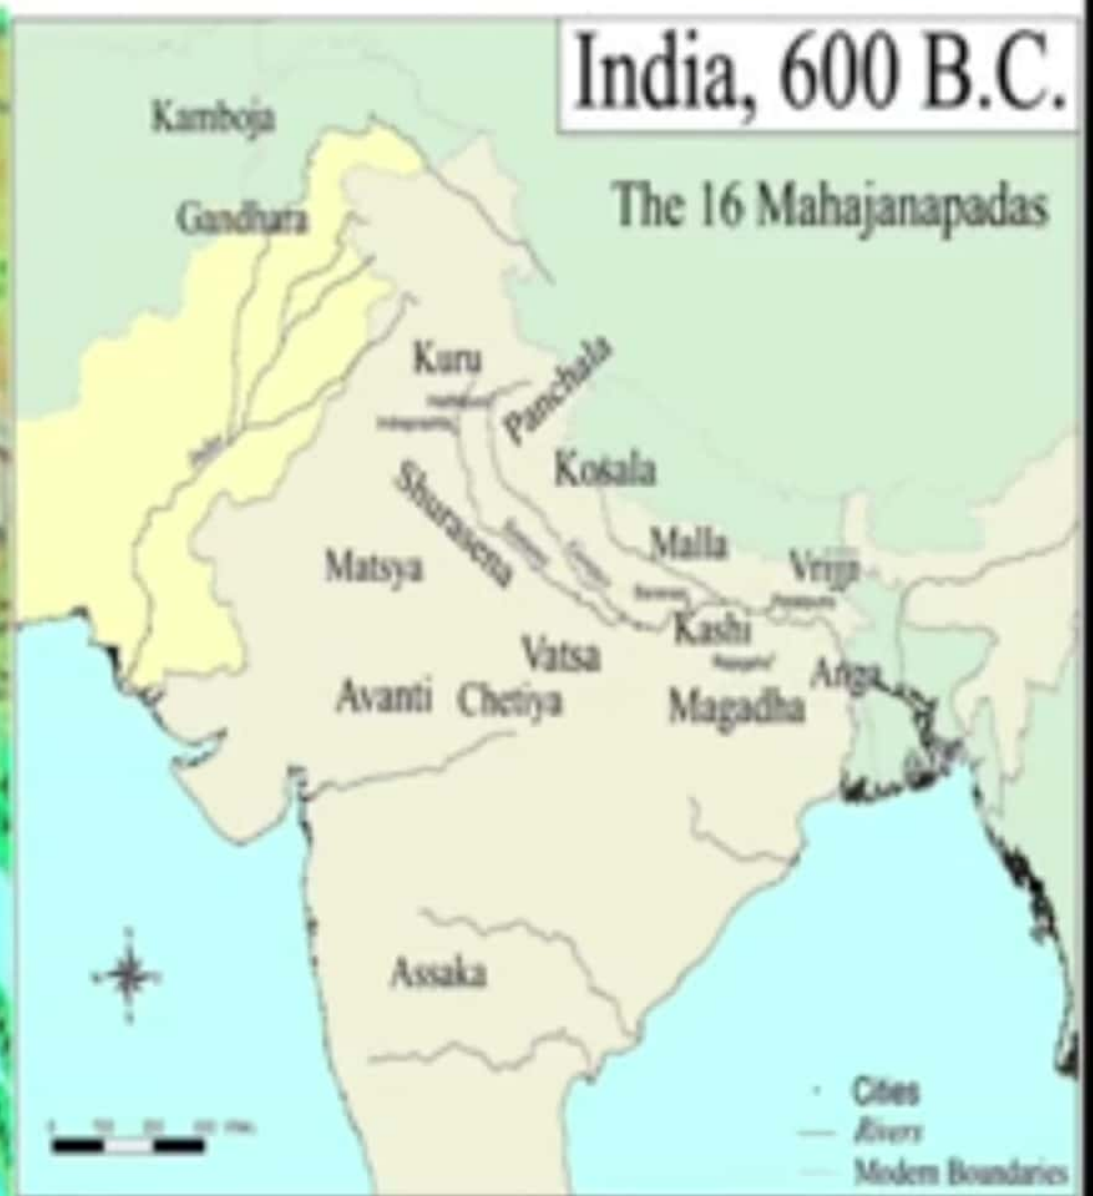 India, 600 B.C.
Kamboja
The 16 Mahajanapadas
Gandhara
Kuru
Panchala
Kosala
Shurasena
Malla
Matsya
Vrijji
Kashi
Vatsa
Anga
Avanti
Chetiya
Magadha
Assaka
Cities
Rivers
Modern Boundaries